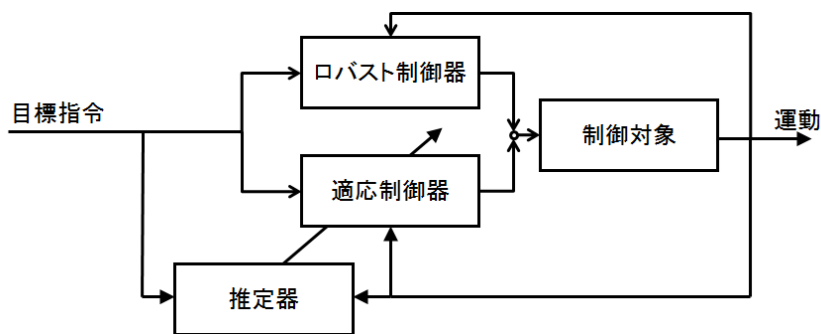 ロバスト制御器
目標指令
制御対象
運動
適応制御器
推定器